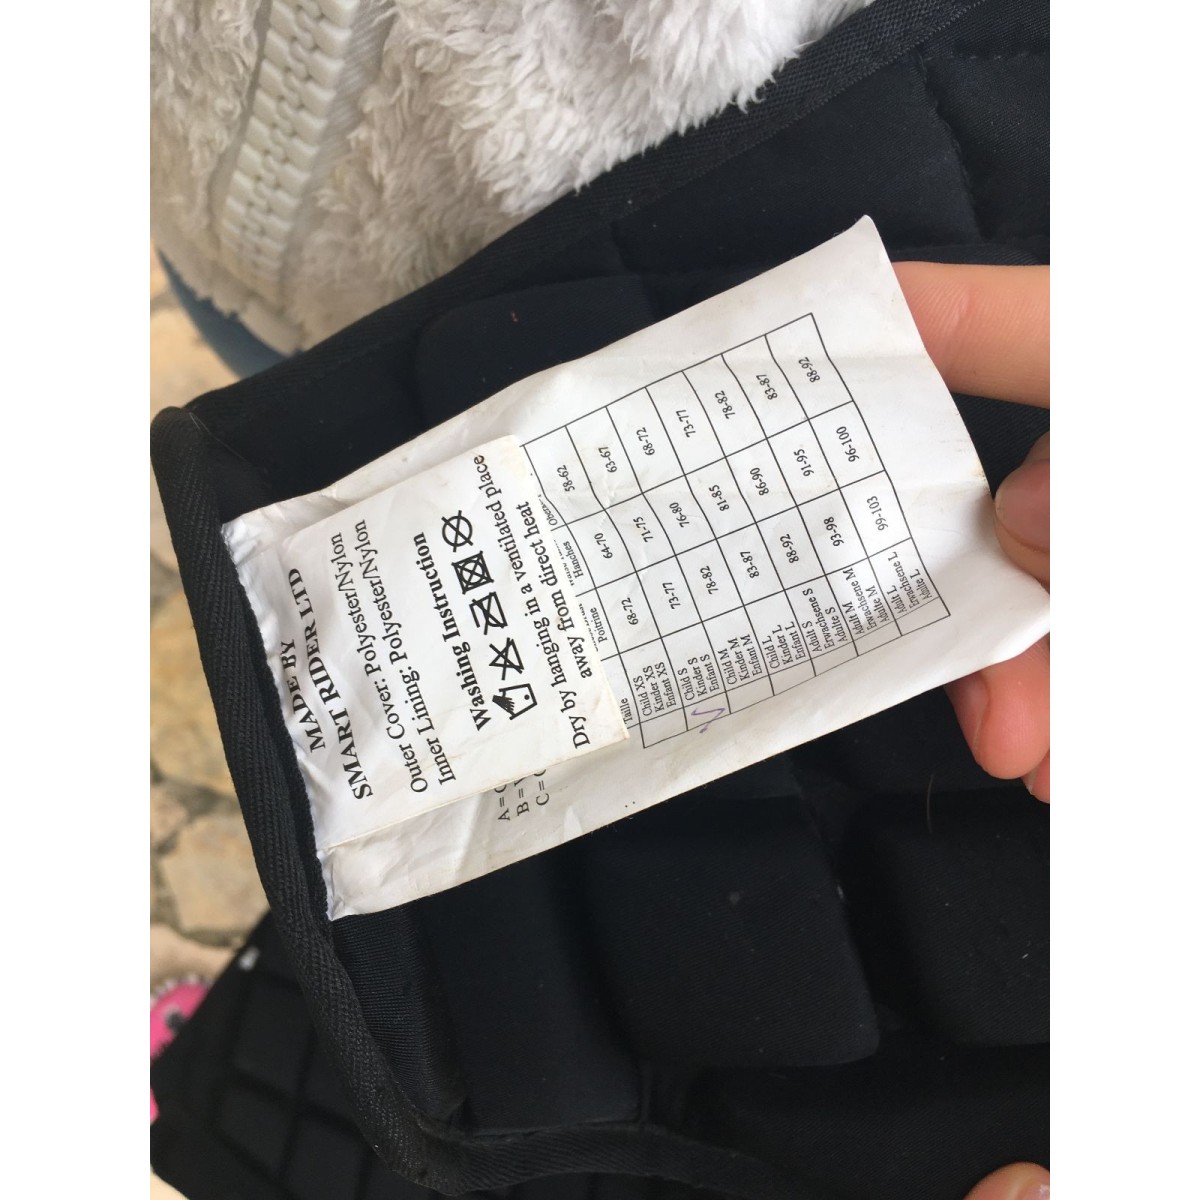 MADE BY
SMART RIDER LTD
Outer Cover: Polyester/Nylon
Inner Lining: Polyester/Nylon
Washing Instruction
Dry by hanging in a ventilated place
away from direct heat
A =
B =
C =
Taille
Poitrine
Hanches
Child XS
Kinder XS
Enfant XS
68-72
64-70
58-62
Child S
Kinder S
Enfant S
73-77
71-75
63-67
Child M
Kinder M
Enfant M
78-82
76-80
68-72
Child L
Kinder L
Enfant L
83-87
81-85
73-77
Adult S
Erwachsene S
Adulte S
88-92
86-90
78-82
Adult M
Erwachsene M
Adulte M
93-98
91-95
83-87
Adult L
Erwachsene L
Adulte L
99-103
96-100
88-92